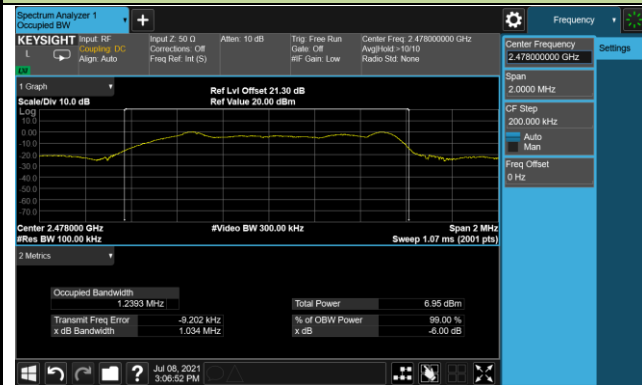 Spectrum Analyzer 1
Occupied BW
+
Frequency
KEYSIGHT
L
LXI
Input: RF
Coupling: DC
Align: Auto
Input Z: 50 Ω
Corrections: Off
Freq Ref: Int (S)
Atten: 10 dB
Trig: Free Run
Gate: Off
#IF Gain: Low
Center Freq: 2.478000000 GHz
Avg|Hold:>10/10
Radio Std: None
Center Frequency
2.478000000 GHz
Settings
Span
2.0000 MHz
CF Step
200.000 kHz
Auto
Man
Freq Offset
0 Hz
1 Graph
Scale/Div 10.0 dB
Ref Lvl Offset 21.30 dB
Ref Value 20.00 dBm
Log
10.0
0.00
-10.0
-20.0
-30.0
-40.0
-50.0
-60.0
-70.0
Center 2.478000 GHz
#Res BW 100.00 kHz
#Video BW 300.00 kHz
Span 2 MHz
Sweep 1.07 ms (2001 pts)
2 Metrics
Occupied Bandwidth
1.2393 MHz
Total Power 6.95 dBm
Transmit Freq Error -9.202 kHz
% of OBW Power 99.00 %
x dB Bandwidth 1.034 MHz
x dB -6.00 dB
?
Jul 08, 2021
3:06:52 PM